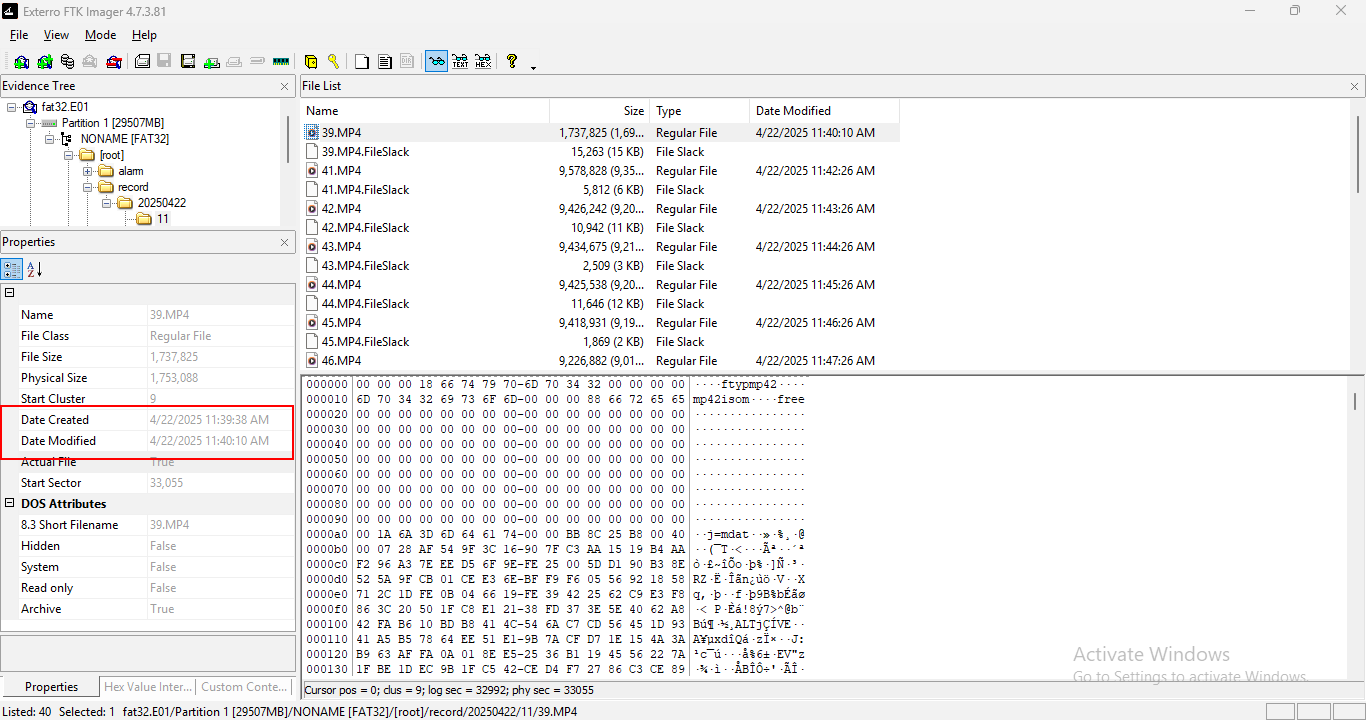 Exterro FTK Imager 4.7.3.81
File View Mode Help
Evidence Tree
fat32.E01
Partition 1 [29507MB]
NONAME [FAT32]
[root]
alarm
record
20250422
11
Properties
Name 39.MP4
File Class Regular File
File Size 1,737,825
Physical Size 1,753,088
Start Cluster 9
Date Created 4/22/2025 11:39:38 AM
Date Modified 4/22/2025 11:40:10 AM
Actual File True
Start Sector 33,055
DOS Attributes
8.3 Short Filename 39.MP4
Hidden False
System False
Read only False
Archive True
Properties Hex Value Inter... Custom Conte...
File List
Name Size Type Date Modified
39.MP4 1,737,825 (1,69... Regular File 4/22/2025 11:40:10 AM
39.MP4.FileSlack 15,263 (15 KB) File Slack
41.MP4 9,578,828 (9,35... Regular File 4/22/2025 11:42:26 AM
41.MP4.FileSlack 5,812 (6 KB) File Slack
42.MP4 9,426,242 (9,20... Regular File 4/22/2025 11:43:26 AM
42.MP4.FileSlack 10,942 (11 KB) File Slack
43.MP4 9,434,675 (9,21... Regular File 4/22/2025 11:44:26 AM
43.MP4.FileSlack 2,509 (3 KB) File Slack
44.MP4 9,425,538 (9,20... Regular File 4/22/2025 11:45:26 AM
44.MP4.FileSlack 11,646 (12 KB) File Slack
45.MP4 9,418,931 (9,19... Regular File 4/22/2025 11:46:26 AM
45.MP4.FileSlack 1,869 (2 KB) File Slack
46.MP4 9,226,882 (9,01... Regular File 4/22/2025 11:47:26 AM
000000 00 00 00 18 66 74 79 70-6D 70 34 32 00 00 00 00 ····ftypmp42····
000010 6D 70 34 32 69 73 6F 6D-00 00 00 88 66 72 65 65 mp42isom····free
000020 00 00 00 00 00 00 00 00-00 00 00 00 00 00 00 00 ················
000030 00 00 00 00 00 00 00 00-00 00 00 00 00 00 00 00 ················
000040 00 00 00 00 00 00 00 00-00 00 00 00 00 00 00 00 ················
000050 00 00 00 00 00 00 00 00-00 00 00 00 00 00 00 00 ················
000060 00 00 00 00 00 00 00 00-00 00 00 00 00 00 00 00 ················
000070 00 00 00 00 00 00 00 00-00 00 00 00 00 00 00 00 ················
000080 00 00 00 00 00 00 00 00-00 00 00 00 00 00 00 00 ················
000090 00 00 00 00 00 00 00 00-00 00 00 00 00 00 00 00 ················
0000a0 00 1A 6A 3D 6D 64 61 74-00 00 BB 8C 25 B8 00 40 ··j=mdat··»·%¸·@
0000b0 00 07 28 AF 54 9F 3C 16-90 7F C3 AA 15 19 B4 AA ··(¯T·<···Ãª··´ª
0000c0 F2 96 A3 7E EE D5 6F 9E-FE 25 00 5D D1 90 B3 8E ò·£~îÕo·þ%·]Ñ·³·
0000d0 52 5A 9F CB 01 CE E3 6E-BF F9 F6 05 56 92 18 58 RZ·Ë·Îãn¿ùö·V··X
0000e0 71 2C 1D FE 0B 04 66 19-FE 39 42 25 62 C9 E3 F8 q,·þ··f·þ9B%bÉãø
0000f0 86 3C 20 50 1F C8 E1 21-38 FD 37 3E 5E 40 62 A8 ·< P·Èá!8ý7>^@b¨
000100 42 FA B6 10 BD B8 41 4C-54 6A C7 CD 56 45 1D 93 Bú¶·½¸ALTjÇÍVE··
000110 41 A5 B5 78 64 EE 51 E1-9B 7A CF D7 1E 15 4A 3A A¥µxdîQá·zÏ×··J:
000120 B9 63 AF FA 0A 01 8E E5-25 36 B1 19 45 56 22 7A ¹c¯ú···å%6±·EV"z
000130 1F BE 1D EC 9B 1F C5 42-CE D4 F7 27 86 C3 CE 89 ·¾·ì··ÅBÎÔ÷'·ÃÎ·
Cursor pos = 0; clus = 9; log sec = 32992; phy sec = 33055
Activate Windows
Go to Settings to activate Windows.
Listed: 40 Selected: 1 fat32.E01/Partition 1 [29507MB]/NONAME [FAT32]/[root]/record/20250422/11/39.MP4